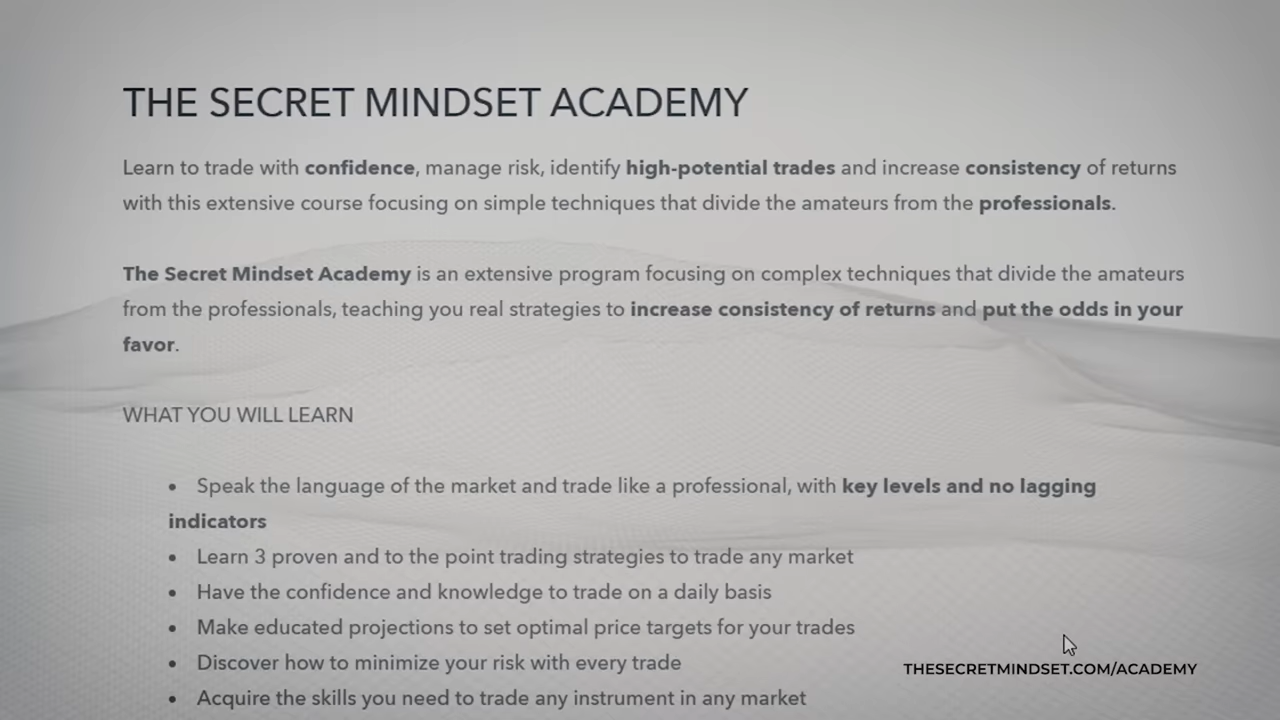 THE SECRET MINDSET ACADEMY
Learn to trade with confidence, manage risk, identify high-potential trades and increase consistency of returns
with this extensive course focusing on simple techniques that divide the amateurs from the professionals.
The Secret Mindset Academy is an extensive program focusing on complex techniques that divide the amateurs
from the professionals, teaching you real strategies to increase consistency of returns and put the odds in your
favor.
WHAT YOU WILL LEARN
• Speak the language of the market and trade like a professional, with key levels and no lagging
indicators
• Learn 3 proven and to the point trading strategies to trade any market
• Have the confidence and knowledge to trade on a daily basis
• Make educated projections to set optimal price targets for your trades
• Discover how to minimize your risk with every trade
• Acquire the skills you need to trade any instrument in any market
THESECRETMINDSET.COM/ACADEMY